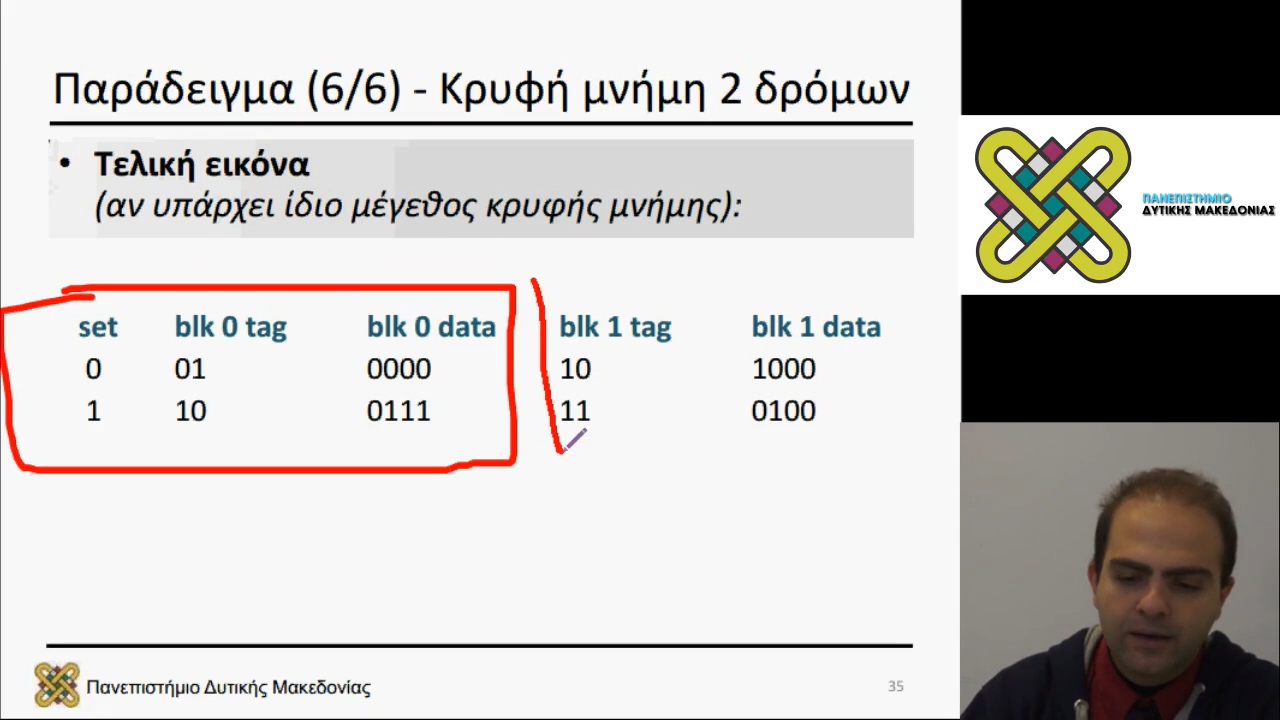 Παράδειγμα (6/6) - Κρυφή μνήμη 2 δρόμων
• Τελική εικόνα
(αν υπάρχει ίδιο μέγεθος κρυφής μνήμης):
set blk 0 tag blk 0 data blk 1 tag blk 1 data
0 01 0000 10 1000
1 10 0111 11 0100
Πανεπιστήμιο Δυτικής Μακεδονίας
35
ΠΑΝΕΠΙΣΤΗΜΙΟ
ΔΥΤΙΚΗΣ ΜΑΚΕΔΟΝΙΑΣ